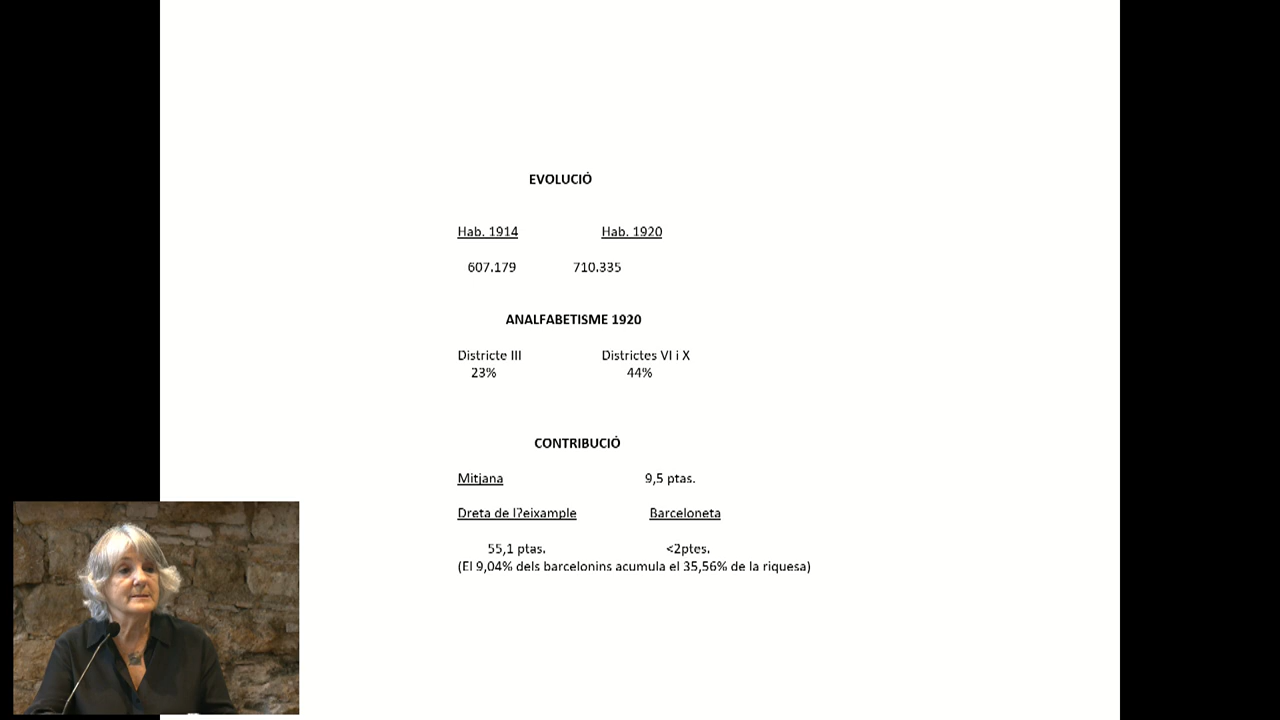 EVOLUCIÓ
Hab. 1914 Hab. 1920
607.179 710.335
ANALFABETISME 1920
Districte III Districtes VI i X
23% 44%
CONTRIBUCIÓ
Mitjana 9,5 ptas.
Dreta de l?eixample Barceloneta
55,1 ptas. <2ptes.
(El 9,04% dels barcelonins acumula el 35,56% de la riquesa)